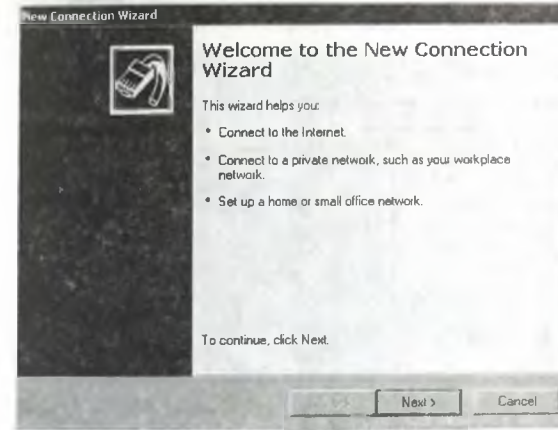 New Connection Wizard
Welcome to the New Connection
Wizard
This wizard helps you:
• Connect to the Internet.
• Connect to a private network, such as your workplace
network.
• Set up a home or small office network.
To continue, click Next.
Next >
Cancel